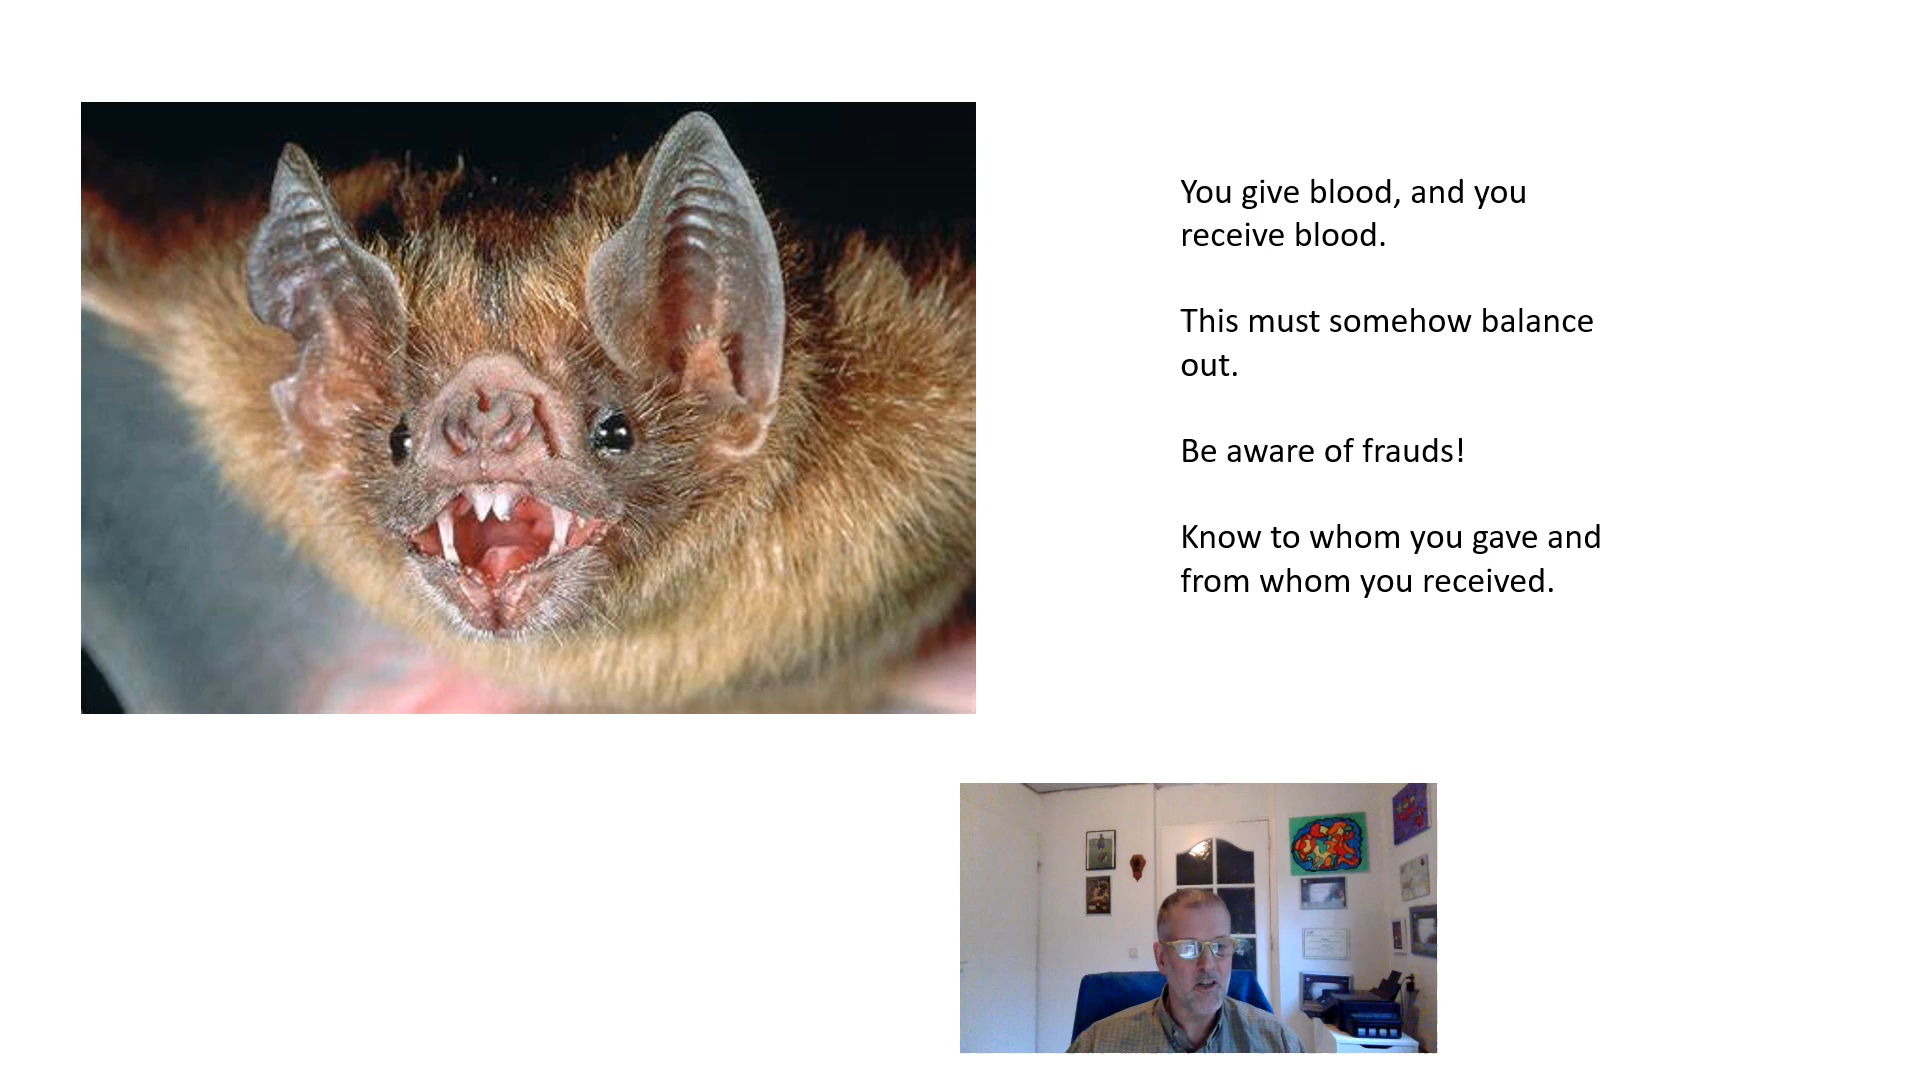 You give blood, and you
receive blood.
This must somehow balance
out.
Be aware of frauds!
Know to whom you gave and
from whom you received.